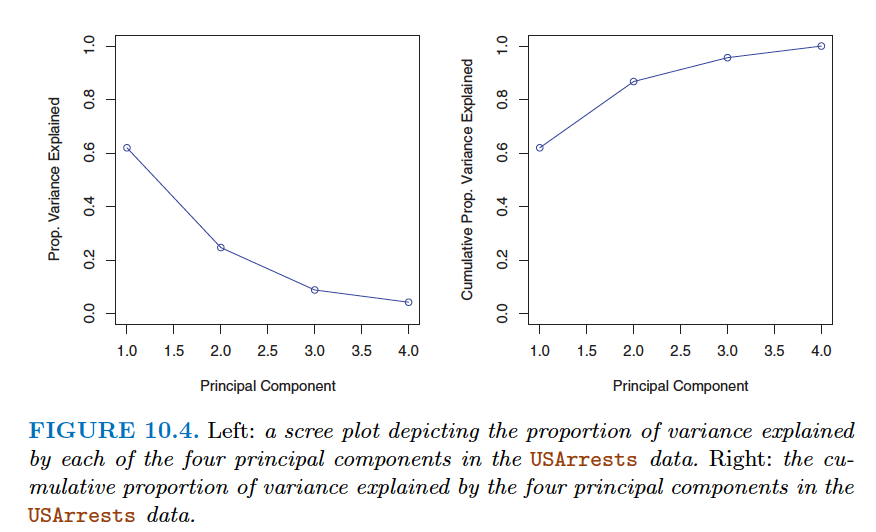 Prop. Variance Explained
0.0 0.2 0.4 0.6 0.8 1.0
1.0 1.5 2.0 2.5 3.0 3.5 4.0
Principal Component
Cumulative Prop. Variance Explained
0.0 0.2 0.4 0.6 0.8 1.0
1.0 1.5 2.0 2.5 3.0 3.5 4.0
Principal Component
FIGURE 10.4. Left: a scree plot depicting the proportion of variance explained
by each of the four principal components in the USArrests data. Right: the cu-
mulative proportion of variance explained by the four principal components in the
USArrests data.